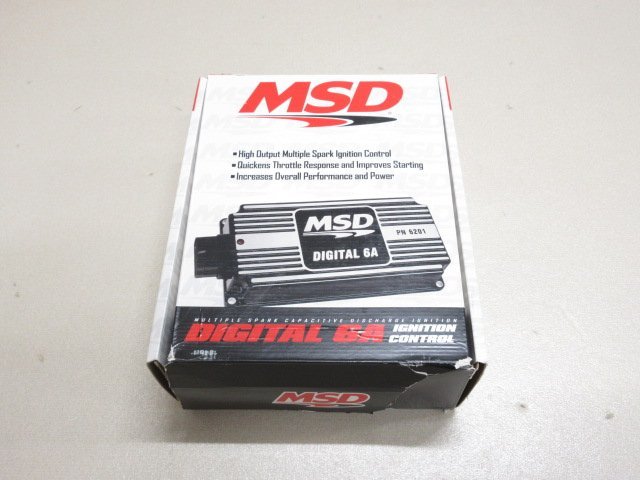 MSD
• High Output Multiple Spark Ignition Control
• Quickens Throttle Response and Improves Starting
• Increases Overall Performance and Power
MSD
DIGITAL 6A
PN 6201
MULTIPLE SPARK CAPACITIVE DISCHARGE IGNITION
DIGITAL 6A IGNITION CONTROL
MSD